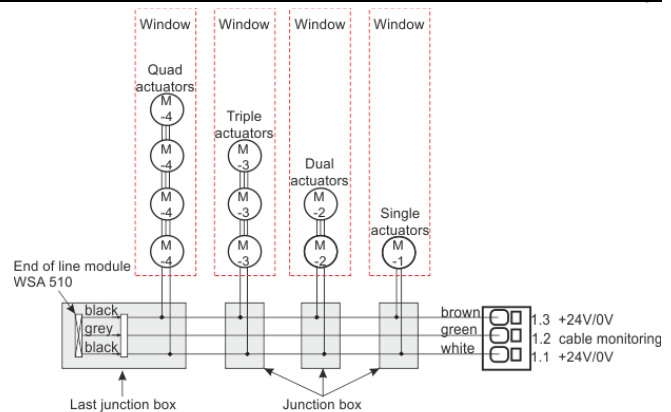 Window
Window
Window
Window
Quad
actuators
M
-4
M
-4
M
-4
M
-4
Triple
actuators
M
-3
M
-3
M
-3
Dual
actuators
M
-2
M
-2
Single
actuators
M
-1
End of line module
WSA 510
black
grey
black
brown
green
white
1.3 +24V/0V
1.2 cable monitoring
1.1 +24V/0V
Last junction box
Junction box